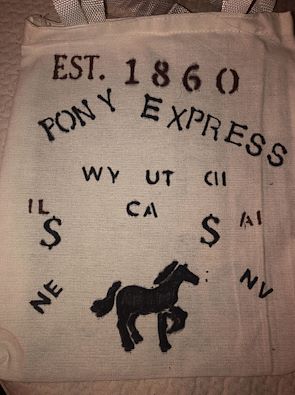 EST. 1860
PONY EXPRESS
WY UT
IL CA
$ $
NE NV